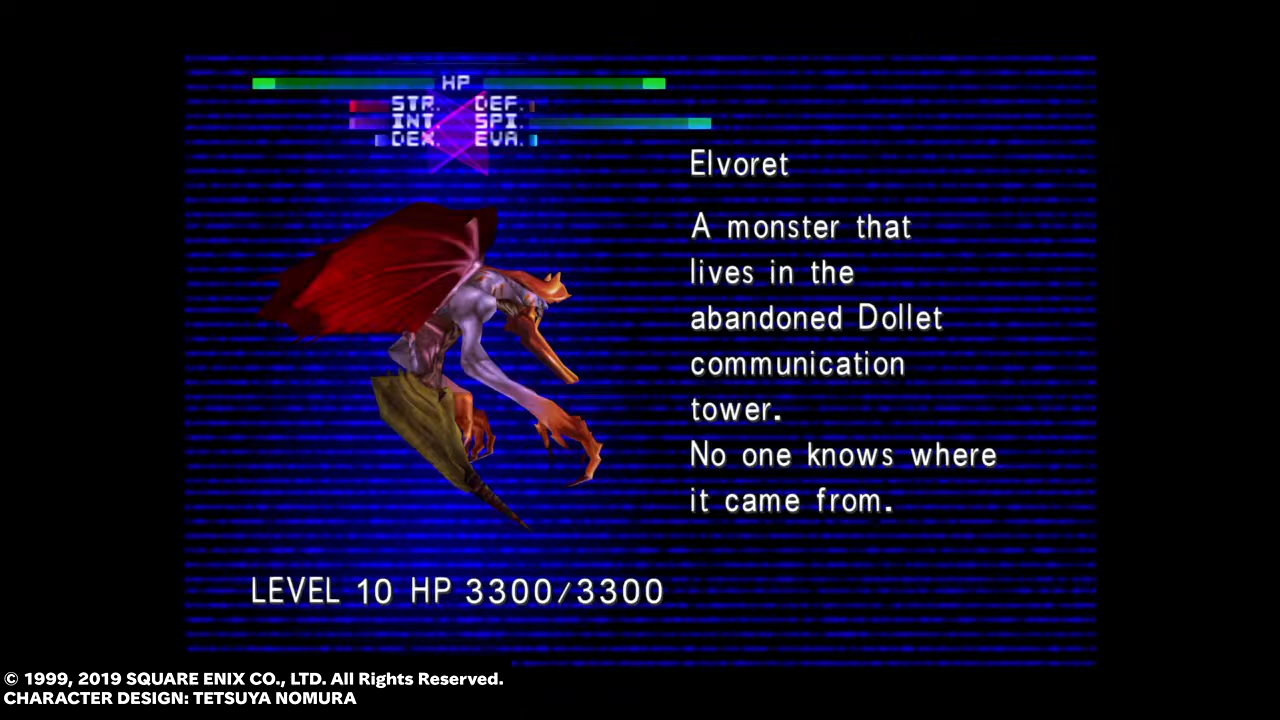 HP
STR. DEF.
INT. SPI.
DEX. EVA.
Elvoret
A monster that
lives in the
abandoned Dollet
communication
tower.
No one knows where
it came from.
LEVEL 10 HP 3300/3300
© 1999, 2019 SQUARE ENIX CO., LTD. All Rights Reserved.
CHARACTER DESIGN: TETSUYA NOMURA